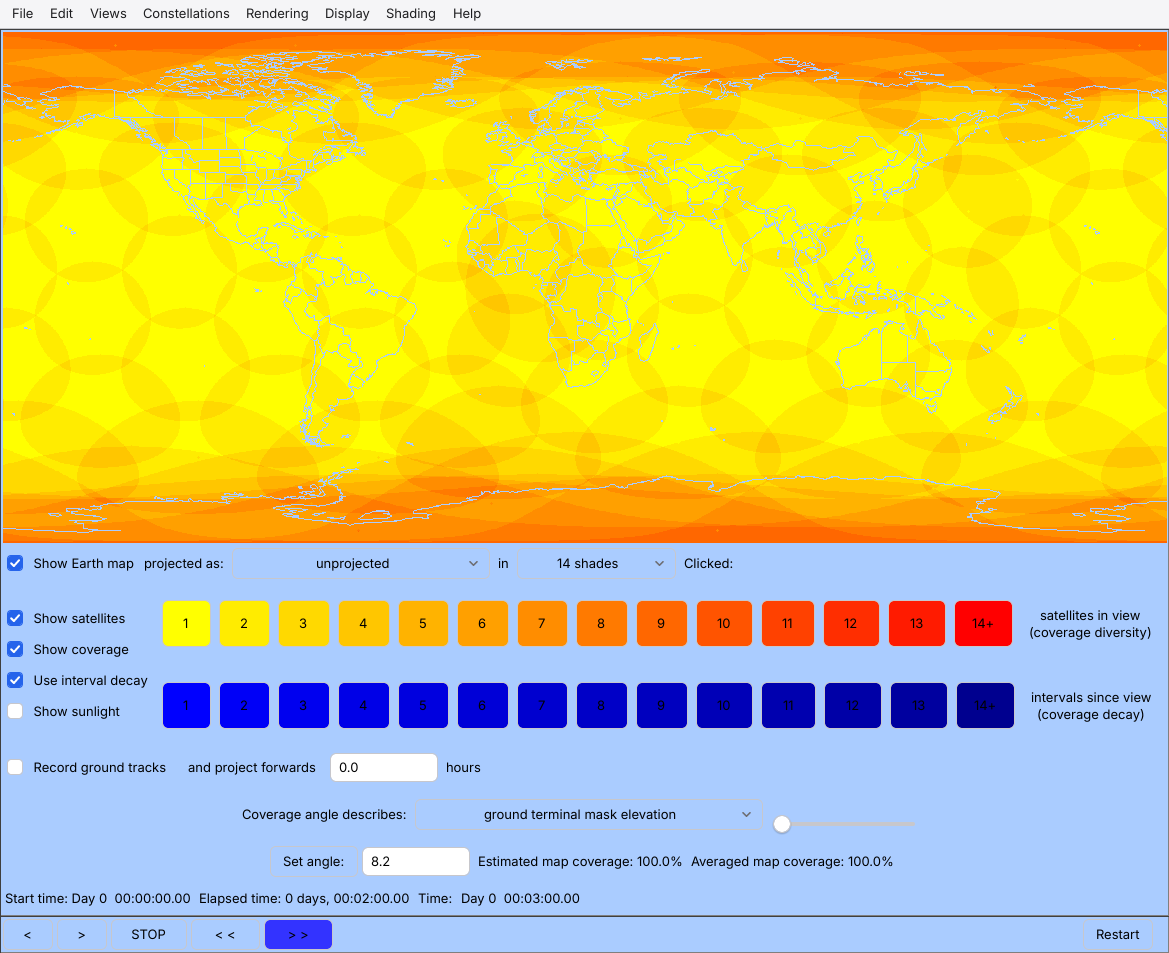 File Edit Views Constellations Rendering Display Shading Help
Show Earth map projected as: unprojected in 14 shades Clicked:
Show satellites 1 2 3 4 5 6 7 8 9 10 11 12 13 14+ satellites in view
(coverage diversity)
Show coverage
Use interval decay
Show sunlight 1 2 3 4 5 6 7 8 9 10 11 12 13 14+ intervals since view
(coverage decay)
Record ground tracks and project forwards 0.0 hours
Coverage angle describes: ground terminal mask elevation
Set angle: 8.2 Estimated map coverage: 100.0% Averaged map coverage: 100.0%
Start time: Day 0 00:00:00.00 Elapsed time: 0 days, 00:02:00.00 Time: Day 0 00:03:00.00
< > STOP < < > > Restart